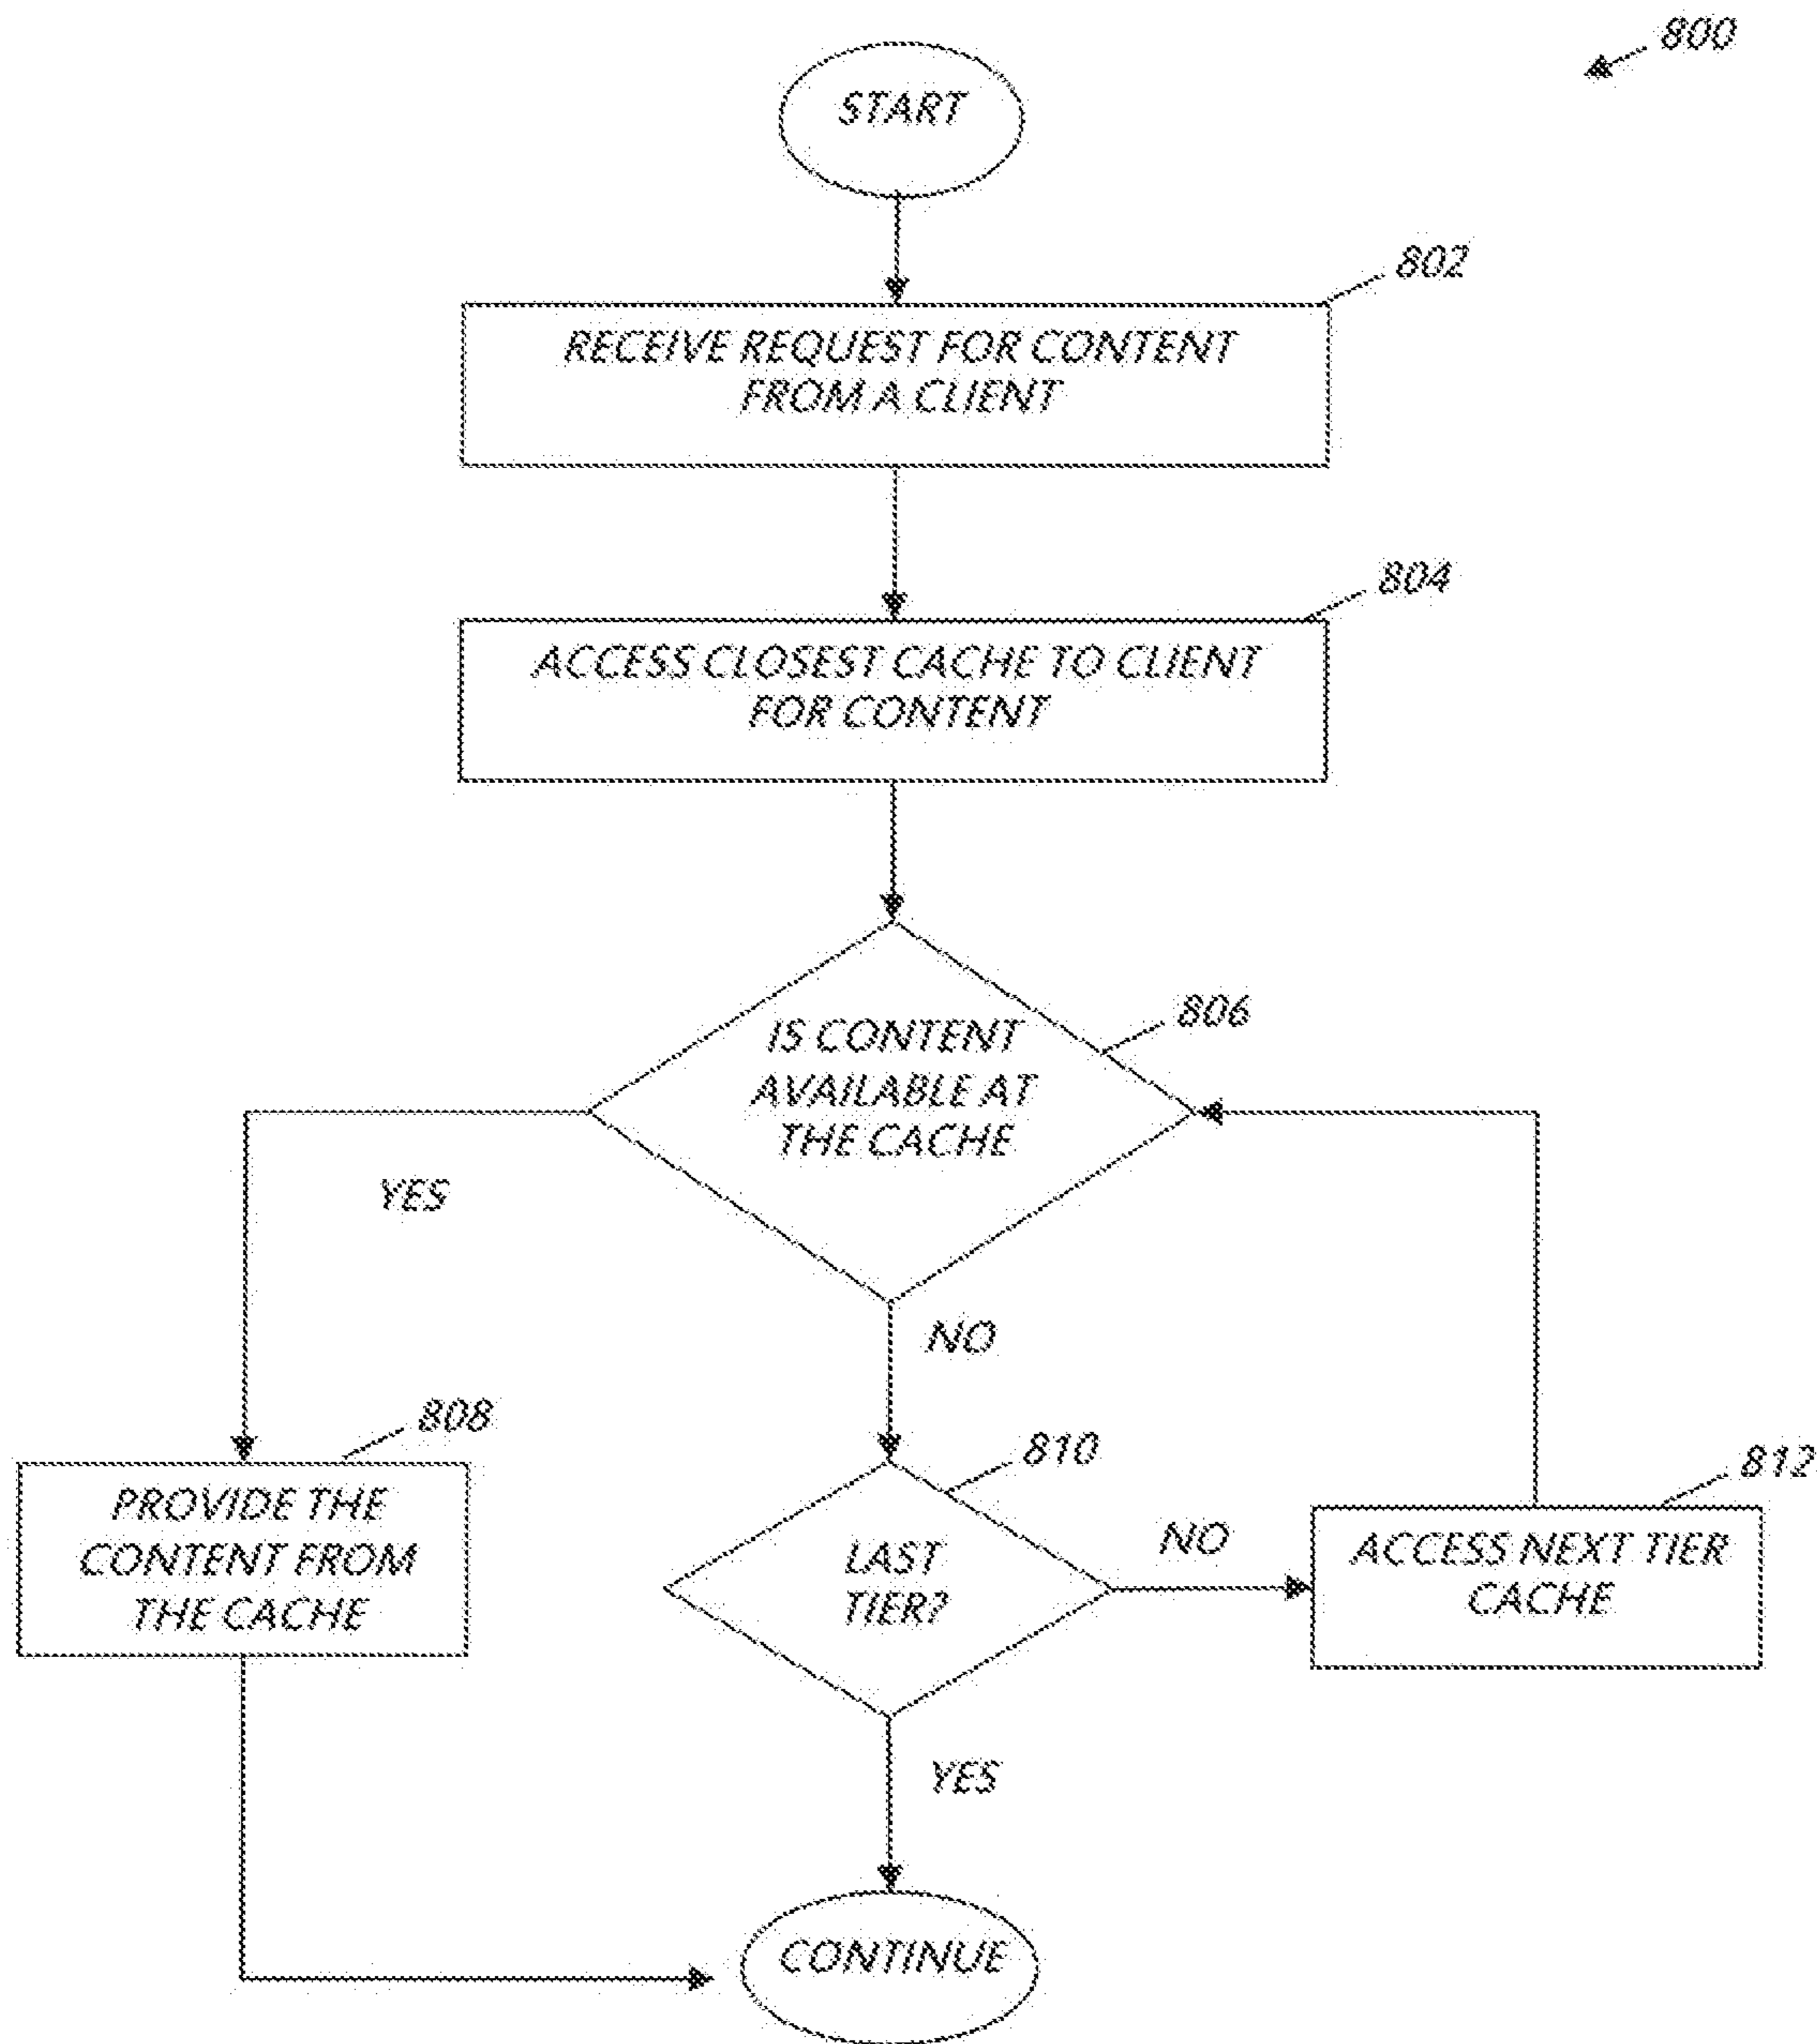 800
START
802
RECEIVE REQUEST FOR CONTENT
FROM A CLIENT
804
ACCESS CLOSEST CACHE TO CLIENT
FOR CONTENT
806
IS CONTENT
AVAILABLE AT
THE CACHE
YES
NO
808
PROVIDE THE
CONTENT FROM
THE CACHE
810
LAST
TIER?
NO
812
ACCESS NEXT TIER
CACHE
YES
CONTINUE